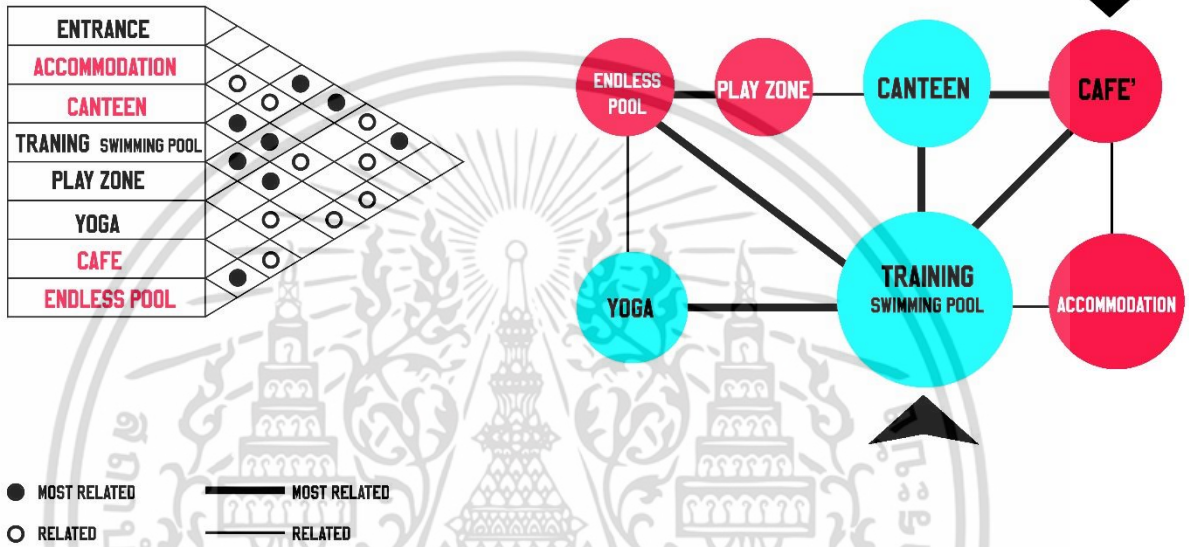 ENTRANCE
ACCOMMODATION
CANTEEN
TRANING SWIMMING POOL
PLAY ZONE
YOGA
CAFE
ENDLESS POOL
MOST RELATED
RELATED
MOST RELATED
RELATED
ENDLESS
POOL
PLAY ZONE
CANTEEN
CAFE'
YOGA
TRAINING
SWIMMING POOL
ACCOMMODATION